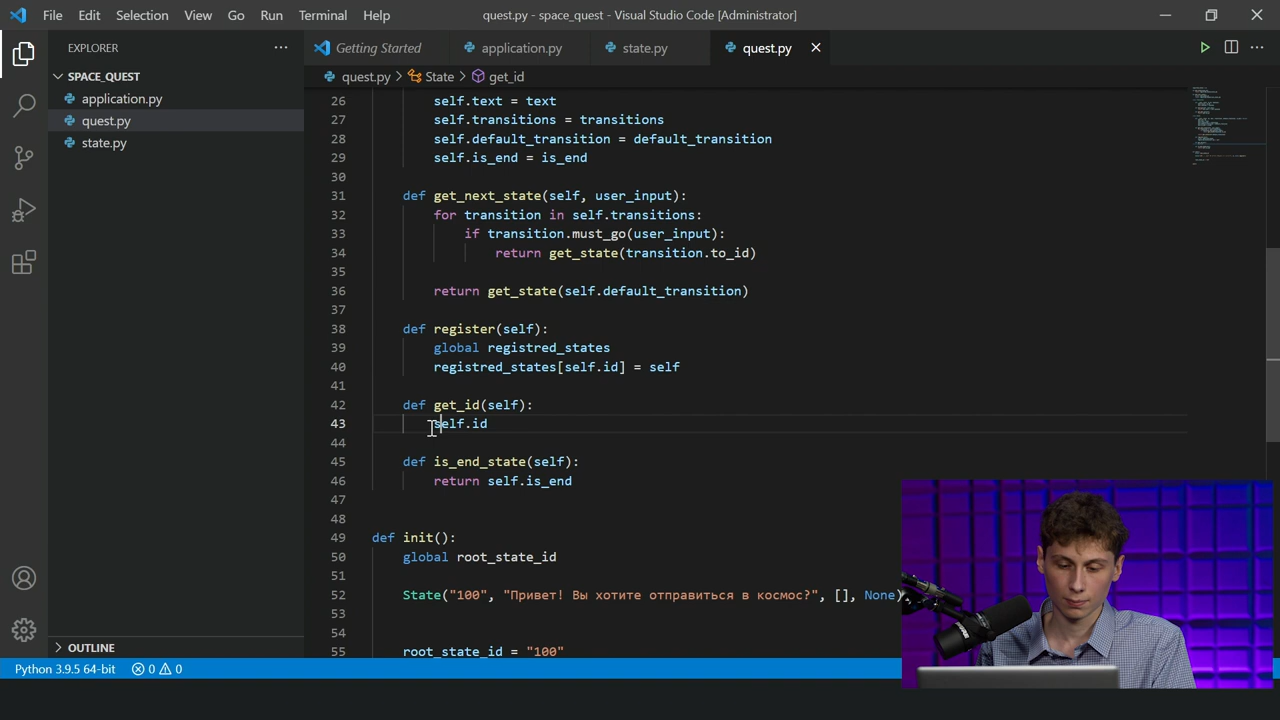 File Edit Selection View Go Run Terminal Help quest.py - space_quest - Visual Studio Code [Administrator]
EXPLORER
SPACE_QUEST
application.py
quest.py
state.py
OUTLINE
Getting Started application.py state.py quest.py
quest.py > State > get_id
26 self.text = text
27 self.transitions = transitions
28 self.default_transition = default_transition
29 self.is_end = is_end
30
31 def get_next_state(self, user_input):
32 for transition in self.transitions:
33 if transition.must_go(user_input):
34 return get_state(transition.to_id)
35
36 return get_state(self.default_transition)
37
38 def register(self):
39 global registred_states
40 registred_states[self.id] = self
41
42 def get_id(self):
43 self.id
44
45 def is_end_state(self):
46 return self.is_end
47
48
49 def init():
50 global root_state_id
51
52 State("100", "Привет! Вы хотите отправиться в космос?", [], None)
53
54
55 root_state_id = "100"
Python 3.9.5 64-bit 0 0